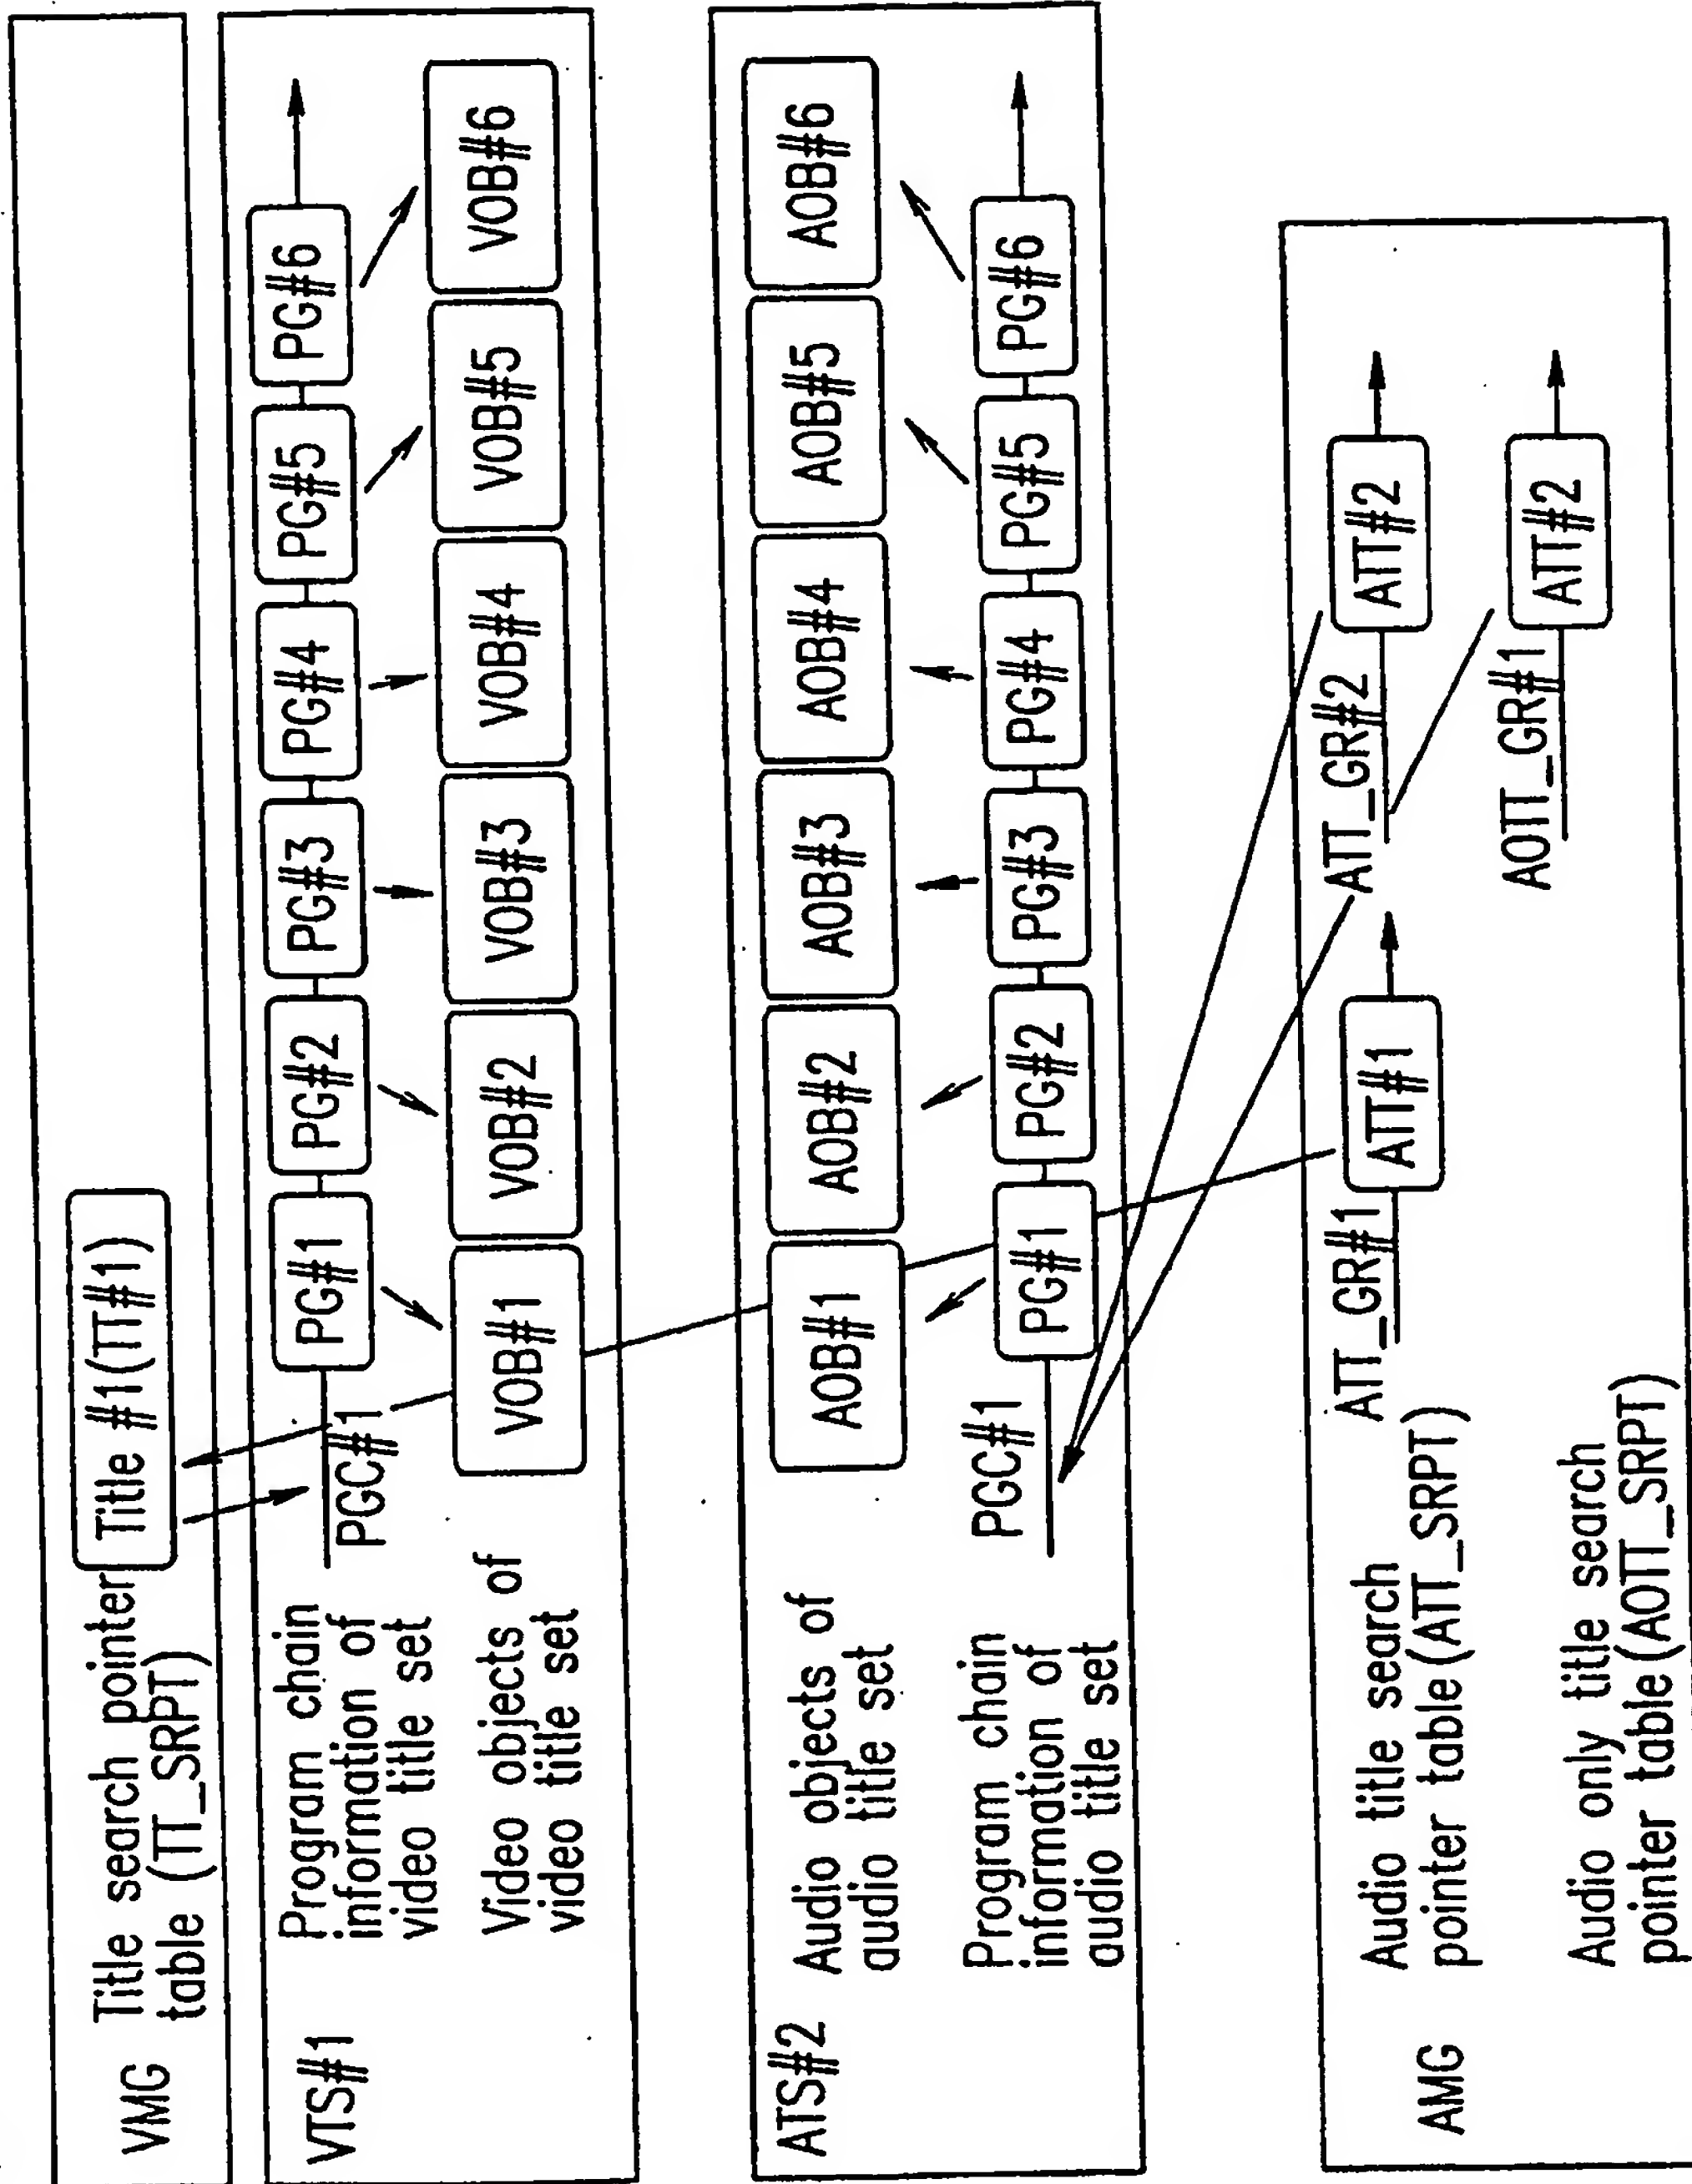 VMG
Title search pointer
table (TT_SRPT)
Title #1(TT#1)
VTS#1
Program chain
information of
video title set
PGC#1
PG#1
PG#2
PG#3
PG#4
PG#5
PG#6
Video objects of
video title set
VOB#1
VOB#2
VOB#3
VOB#4
VOB#5
VOB#6
ATS#2
Audio objects of
audio title set
AOB#1
AOB#2
AOB#3
AOB#4
AOB#5
AOB#6
Program chain
information of
audio title set
PGC#1
PG#1
PG#2
PG#3
PG#4
PG#5
PG#6
AMG
Audio title search
pointer table(ATT_SRPT)
ATT_GR#1
ATT#1
ATT_GR#2
ATT#2
Audio only title search
pointer table(AOTT_SRPT)
AOTT_GR#1
ATT#2